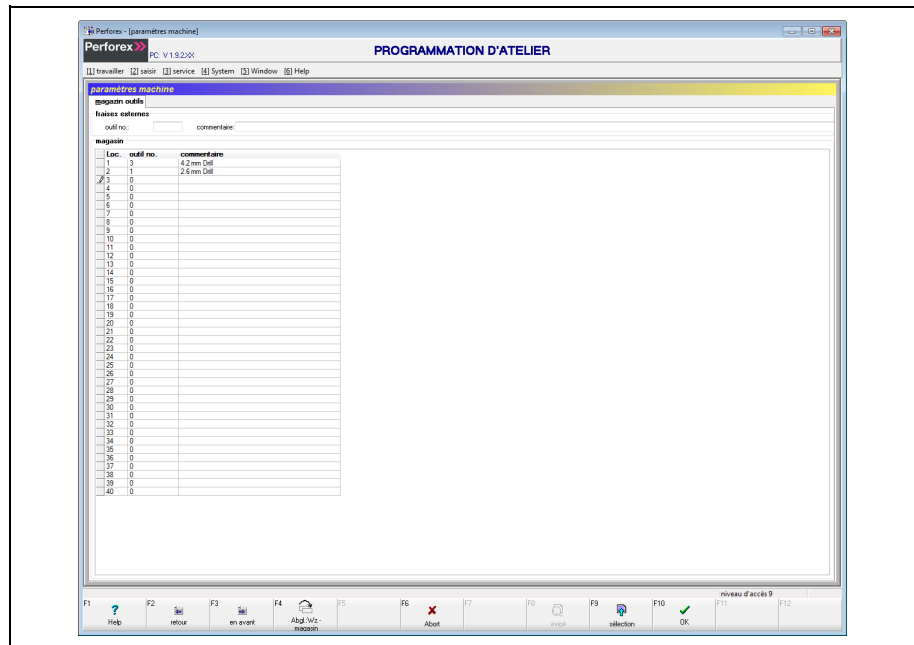 Perforex - [paramètres machine]
Perforex PC: V 1.9.2.XX PROGRAMMATION D'ATELIER
[1] travailler [2] saisir [3] service [4] System [5] Window [6] Help
paramètres machine
magazin outils
fraizes externes
outil no.: commentaire:
magasin
Loc. outil no. commentaire
1 3 4.2 mm Drill
2 1 2.6 mm Drill
3 0
4 0
5 0
6 0
7 0
8 0
9 0
10 0
11 0
12 0
13 0
14 0
15 0
16 0
17 0
18 0
19 0
20 0
21 0
22 0
23 0
24 0
25 0
26 0
27 0
28 0
29 0
30 0
31 0
32 0
33 0
34 0
35 0
36 0
37 0
38 0
39 0
40 0
niveau d'accès 9
F1 F2 F3 F4 F5 F6 F7 F8 F9 F10 F11 F12
Help retour en avant Abgl.:Wz.- Abort exigé sélection OK
magasin